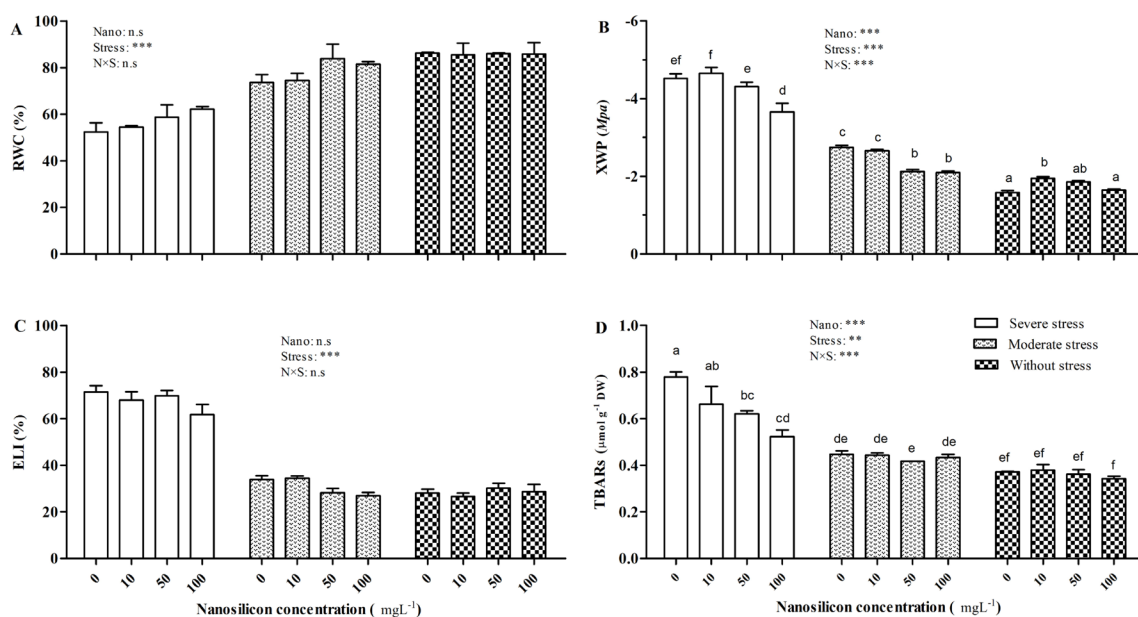 A
Nano: n.s
Stress: ***
N×S: n.s
RWC (%)
100
80
60
40
20
0
B
Nano: ***
Stress: ***
N×S: ***
XWP (Mpa)
-6
-4
-2
0
ef
f
e
d
c
c
b
b
a
b
ab
a
C
Nano: n.s
Stress: ***
N×S: n.s
ELI (%)
100
80
60
40
20
0
0
10
50
100
0
10
50
100
0
10
50
100
Nanosilicon concentration ( mgL⁻¹)
D
Nano: ***
Stress: **
N×S: ***
Severe stress
Moderate stress
Without stress
TBARs (μmol g⁻¹ DW)
1.0
0.8
0.6
0.4
0.2
0.0
a
ab
bc
cd
de
de
e
de
ef
ef
ef
f
0
10
50
100
0
10
50
100
0
10
50
100
Nanosilicon concentration ( mgL⁻¹)